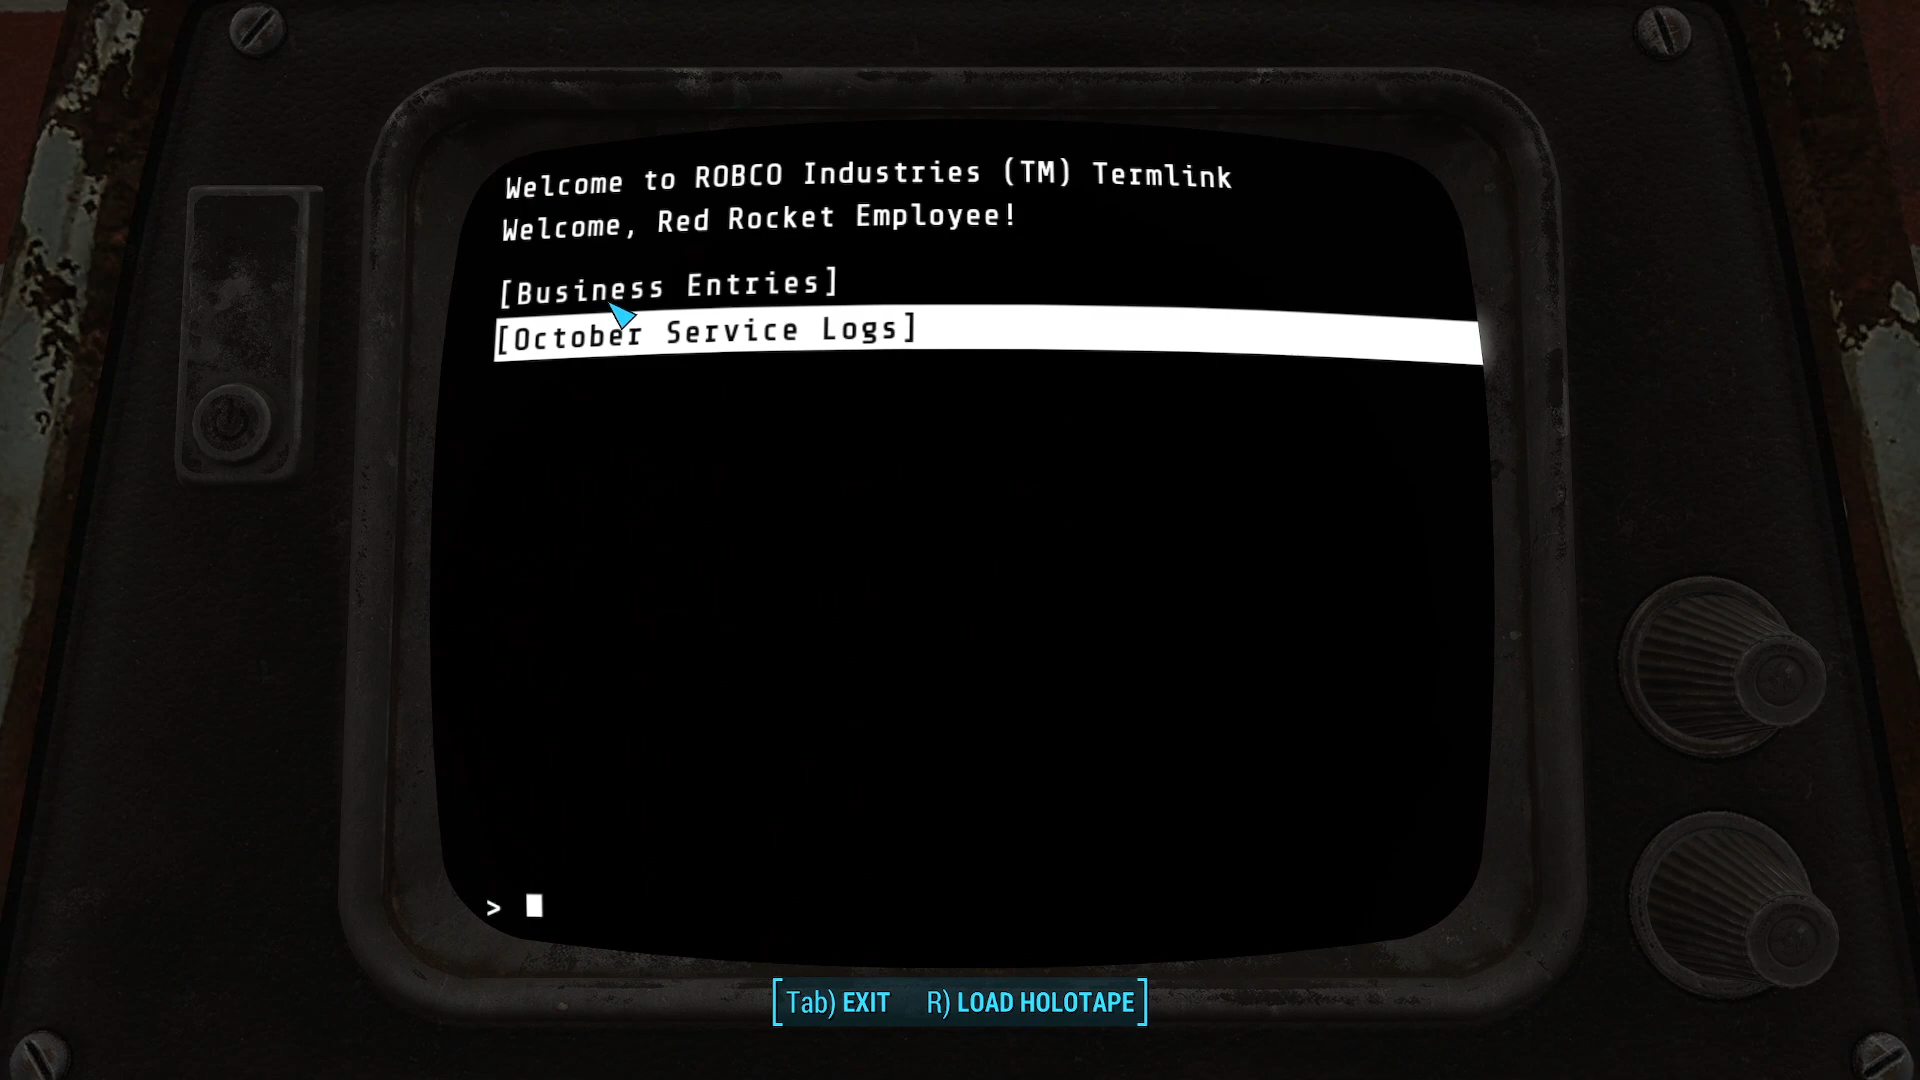 Welcome to ROBCO Industries (TM) Termlink
Welcome, Red Rocket Employee!
[Business Entries]
[October Service Logs]
>
[Tab) EXIT R) LOAD HOLOTAPE]